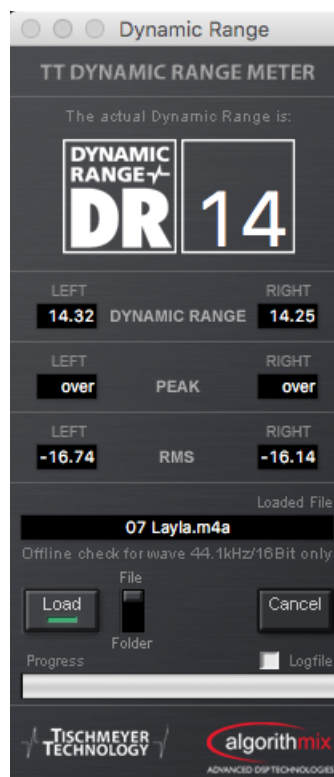 Dynamic Range
TT DYNAMIC RANGE METER
The actual Dynamic Range is:
DYNAMIC
RANGE
DR 14
LEFT RIGHT
14.32 DYNAMIC RANGE 14.25
LEFT RIGHT
over PEAK over
LEFT RIGHT
-16.74 RMS -16.14
Loaded File
07 Layla.m4a
Offline check for wave 44.1kHz/16Bit only
File
Load Cancel
Folder
Progress Logfile
TISCHMEYER
TECHNOLOGY
algorithmix
ADVANCED DSP TECHNOLOGIES